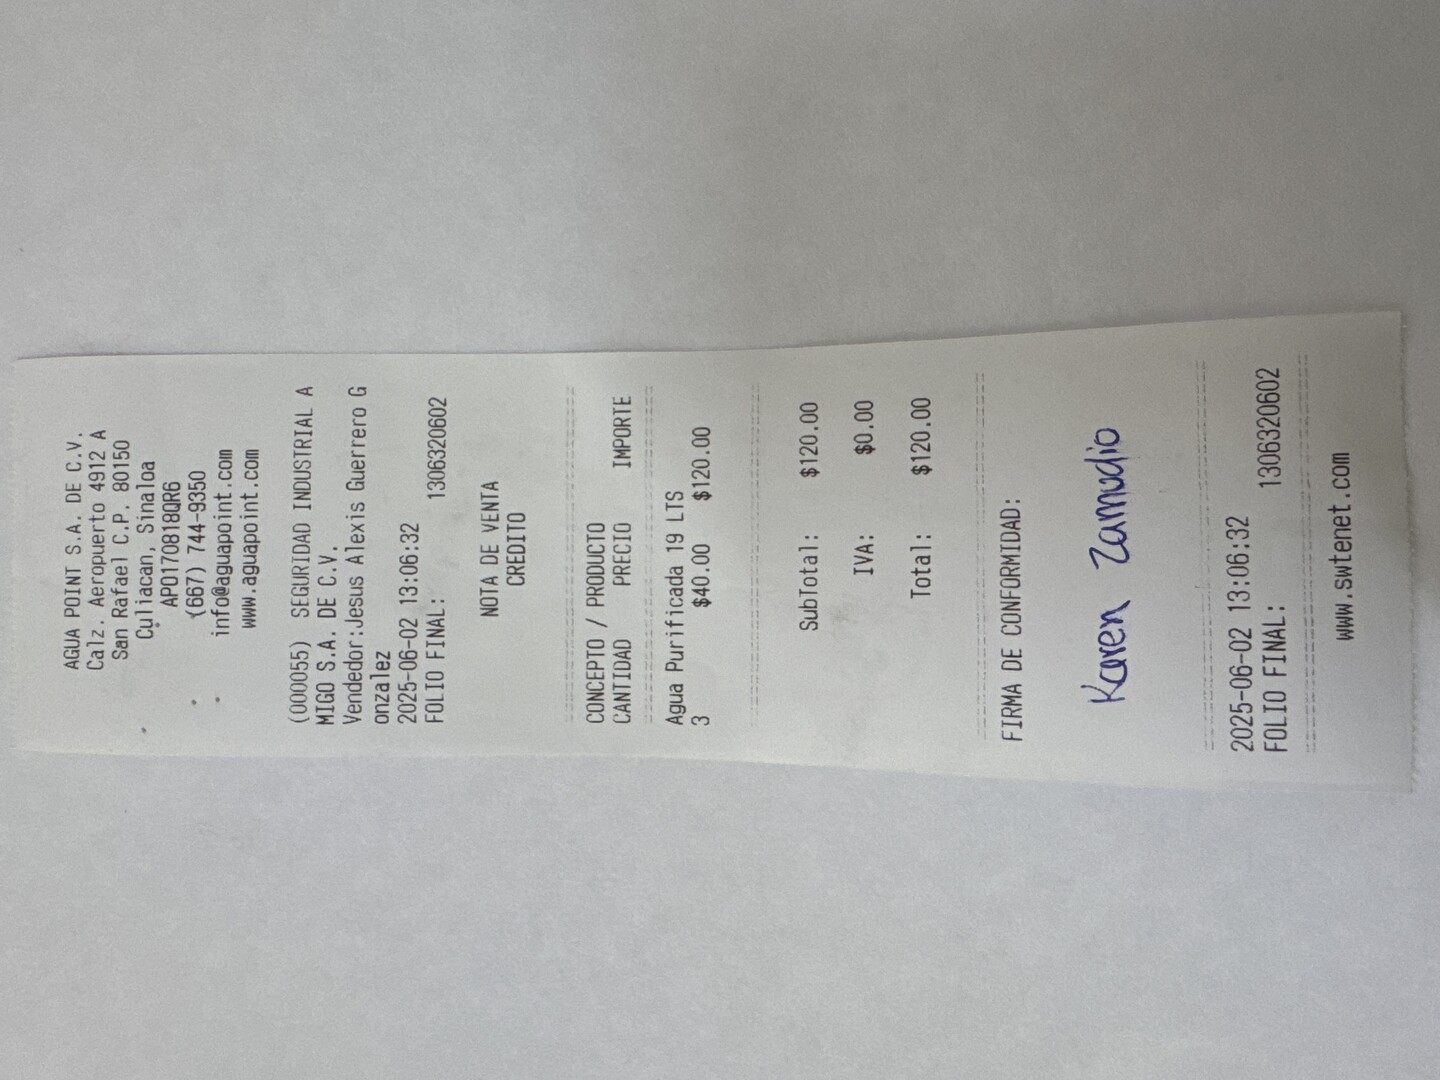 AGUA POINT S.A. DE C.V.
Calz. Aeropuerto 4912 A
San Rafael C.P. 80150
Culiacan, Sinaloa
APO170818QR6
(667) 744-9350
info@aguapoint.com
www.aguapoint.com
(000055) SEGURIDAD INDUSTRIAL A
MIGO S.A. DE C.V.
Vendedor:Jesus Alexis Guerrero G
onzalez
2025-06-02 13:06:32
FOLIO FINAL: 1306320602
NOTA DE VENTA
CREDITO
CONCEPTO / PRODUCTO
CANTIDAD PRECIO IMPORTE
Agua Purificada 19 LTS
3 $40.00 $120.00
SubTotal: $120.00
IVA: $0.00
Total: $120.00
FIRMA DE CONFORMIDAD:
Karen Zamudio
2025-06-02 13:06:32
FOLIO FINAL: 1306320602
www.swtenet.com